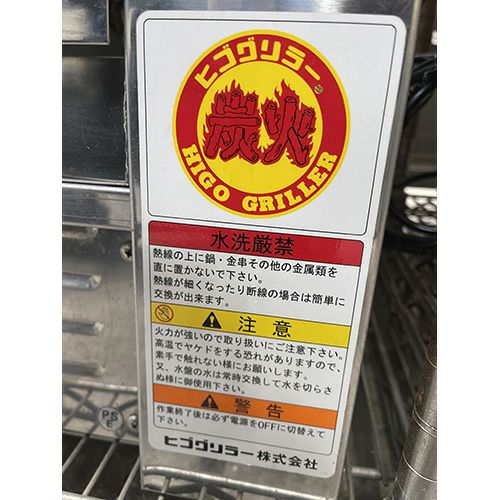 ヒゴグリラー
炭火
HIGO GRILLER
水洗厳禁
熱線の上に鍋・金串その他の金属類を
直に置かないで下さい。
熱線が細くなったり断線の場合は簡単に
交換が出来ます。
注意
火力が強いので取り扱いにご注意下さい。
高温でヤケドをする恐れがありますので、
素手で触れない様にお願いします。
又、水盤の水は常時交換して水を切らさ
ぬ様に御使用下さい。
警告
作業終了後は必ず電源をOFFに切替えて
下さい。
ヒゴグリラー株式会社
PS
E